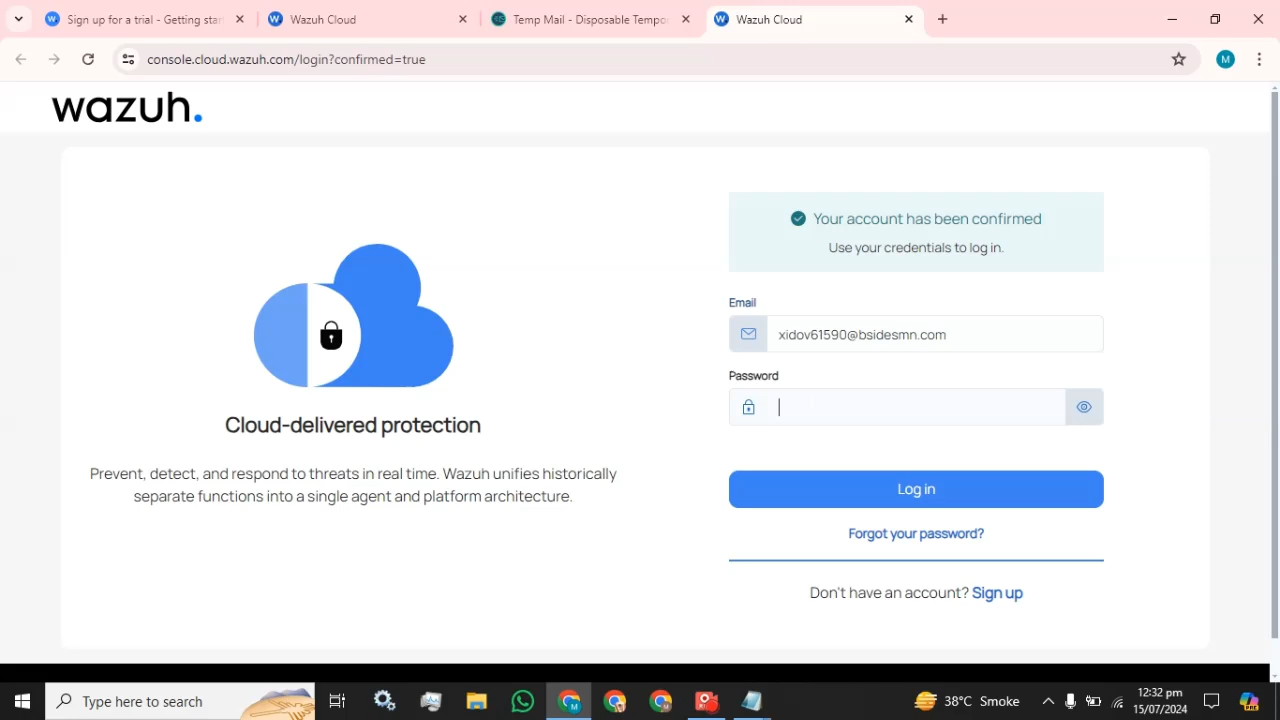 Sign up for a trial - Getting star
Wazuh Cloud
Temp Mail - Disposable Tempo
Wazuh Cloud
console.cloud.wazuh.com/login?confirmed=true
M
wazuh.
Your account has been confirmed
Use your credentials to log in.
Email
xidov61590@bsidesmn.com
Password
Cloud-delivered protection
Prevent, detect, and respond to threats in real time. Wazuh unifies historically
separate functions into a single agent and platform architecture.
Log in
Forgot your password?
Don't have an account? Sign up
Type here to search
38°C Smoke
12:32 pm
15/07/2024